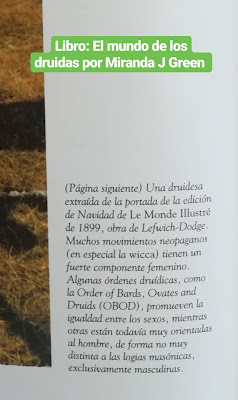 Libro: El mundo de los
druidas por Miranda J Green
(Página siguiente) Una druidesa
extraída de la portada de la edición
de Navidad de Le Monde Illustré
de 1899, obra de Lefwich-Dodge.
Muchos movimientos neopaganos
(en especial la wicca) tienen un
fuerte componente femenino.
Algunas órdenes druídicas, como
la Order of Bards, Ovates and
Druids (OBOD), promueven la
igualdad entre los sexos, mientras
otras están todavía muy orientadas
al hombre, de forma no muy
distinta a las logias masónicas,
exclusivamente masculinas.